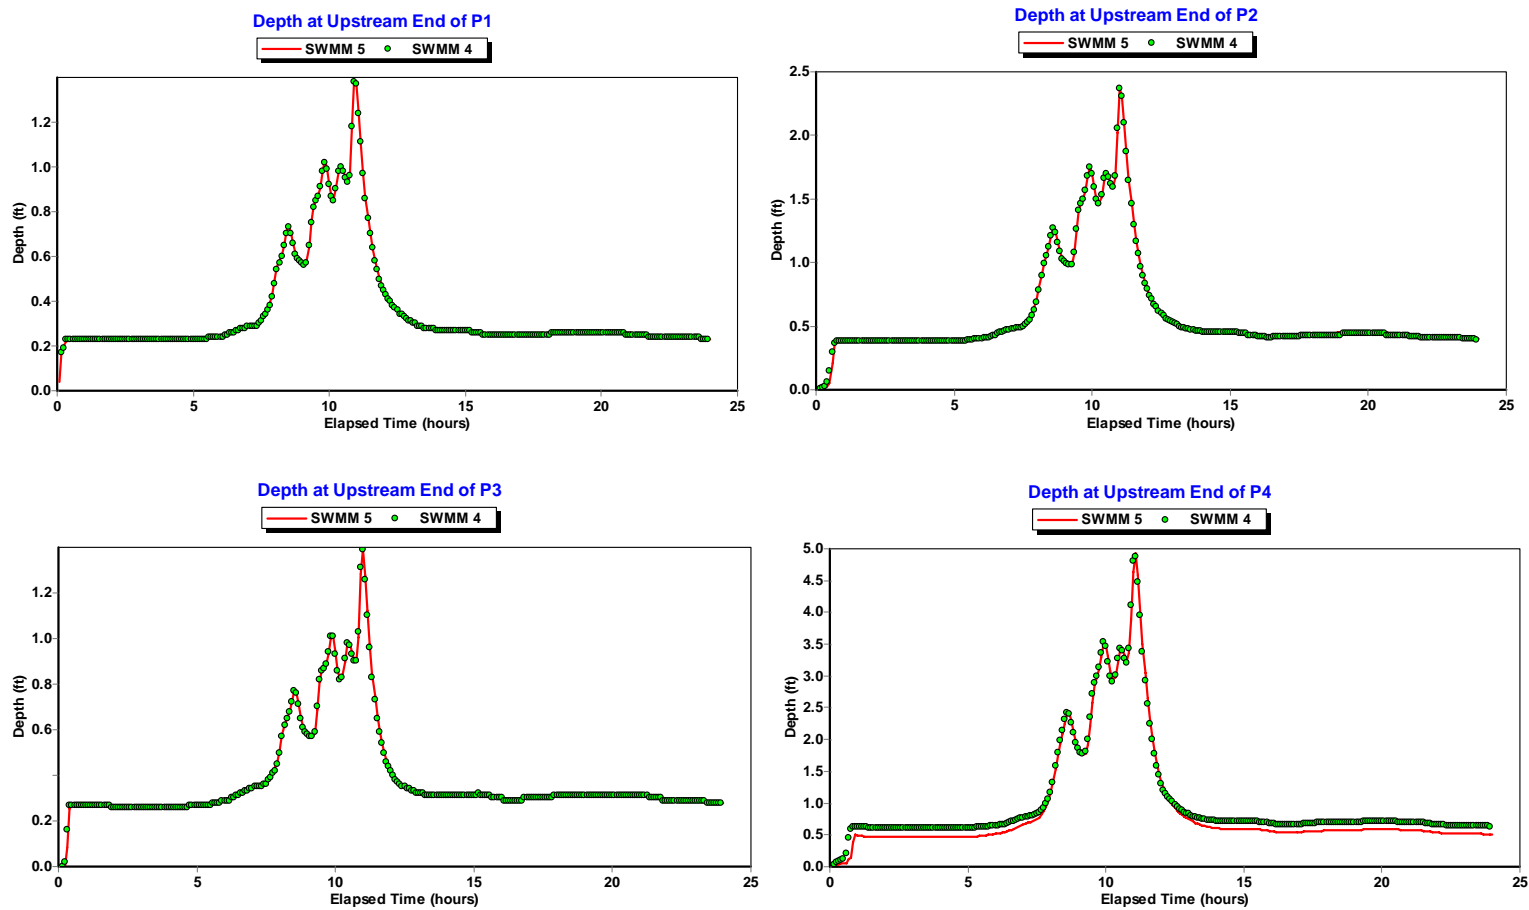 Depth at Upstream End of P1
SWMM 5 SWMM 4
Depth (ft)
1.2
1.0
0.8
0.6
0.4
0.2
0.0
0 5 10 15 20 25
Elapsed Time (hours)
Depth at Upstream End of P2
SWMM 5 SWMM 4
Depth (ft)
2.5
2.0
1.5
1.0
0.5
0.0
0 5 10 15 20 25
Elapsed Time (hours)
Depth at Upstream End of P3
SWMM 5 SWMM 4
Depth (ft)
1.2
1.0
0.8
0.6
0.2
0.0
0 5 10 15 20 25
Elapsed Time (hours)
Depth at Upstream End of P4
SWMM 5 SWMM 4
Depth (ft)
5.0
4.5
4.0
3.5
3.0
2.5
2.0
1.5
1.0
0.5
0.0
0 5 10 15 20 25
Elapsed Time (hours)